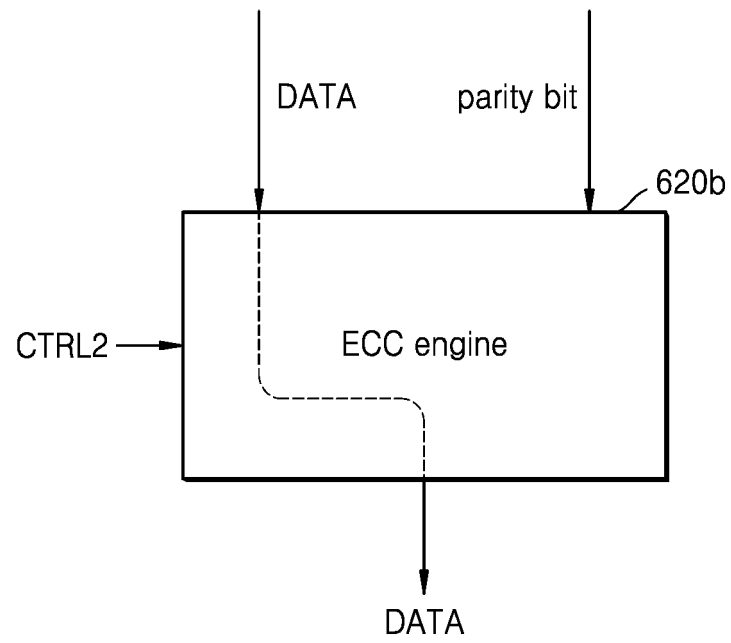 DATA
parity bit
620b
CTRL2
ECC engine
DATA